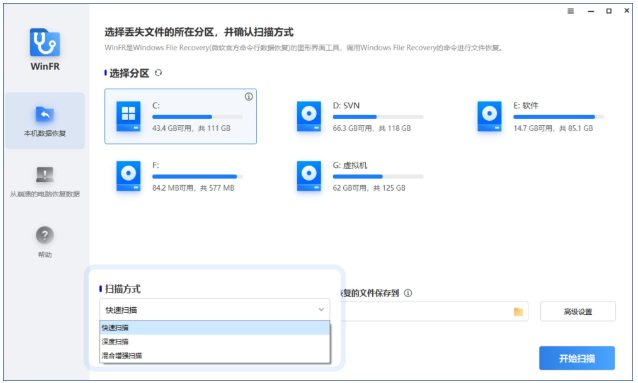 选择丢失文件的所在分区，并确认扫描方式
WinFR是Windows File Recovery(微软官方命令行数据恢复)的图形界面工具，调用Windows File Recovery的命令进行文件恢复。
WinFR
选择分区
C:
43.4 GB可用，共 111 GB
D: SVN
66.3 GB可用，共 118 GB
E: 软件
14.7 GB可用，共 85.1 GB
本机数据恢复
F:
84.2 MB可用，共 577 MB
G: 虚拟机
62 GB可用，共 125 GB
从崩溃的电脑恢复数据
帮助
扫描方式
复的文件保存到
快速扫描
高级设置
快速扫描
深度扫描
混合增强扫描
开始扫描